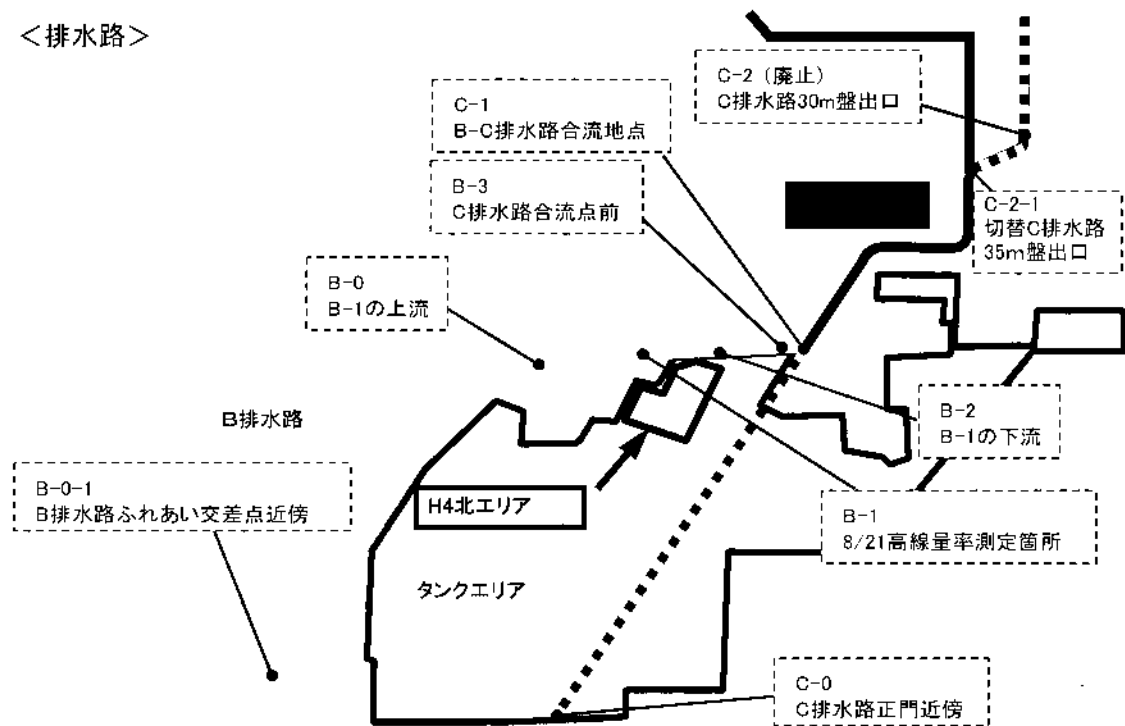 ＜排水路＞
C-2（廃止）
C排水路30m盤出口
C-1
B-C排水路合流地点
B-3
C排水路合流点前
C-2-1
切替C排水路
35m盤出口
B-0
B-1の上流
B排水路
B-2
B-1の下流
B-0-1
B排水路ふれあい交差点近傍
H4北エリア
B-1
8/21高線量率測定箇所
タンクエリア
C-0
C排水路正門近傍